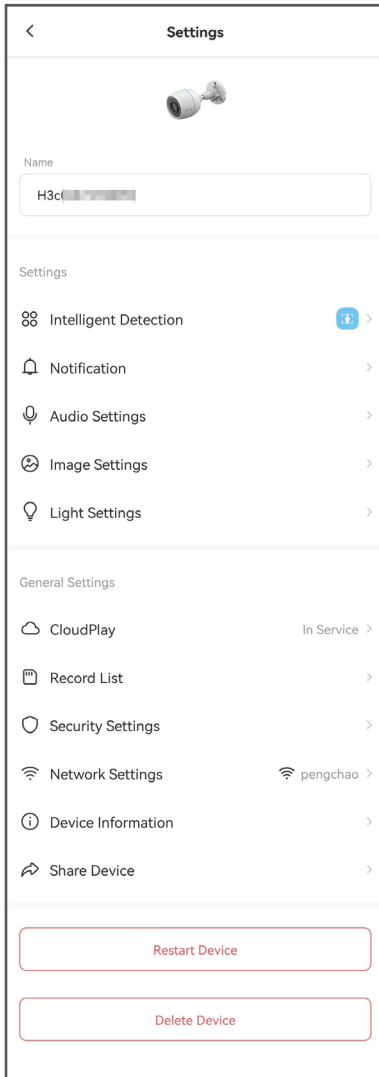 Settings
Name
H3c
Settings
Intelligent Detection
Notification
Audio Settings
Image Settings
Light Settings
General Settings
CloudPlay In Service
Record List
Security Settings
Network Settings pengchao
Device Information
Share Device
Restart Device
Delete Device